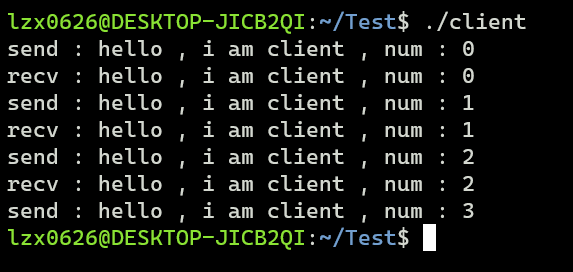 lzx0626@DESKTOP-JICB2QI:~/Test$ ./client
send : hello , i am client , num : 0
recv : hello , i am client , num : 0
send : hello , i am client , num : 1
recv : hello , i am client , num : 1
send : hello , i am client , num : 2
recv : hello , i am client , num : 2
send : hello , i am client , num : 3
lzx0626@DESKTOP-JICB2QI:~/Test$